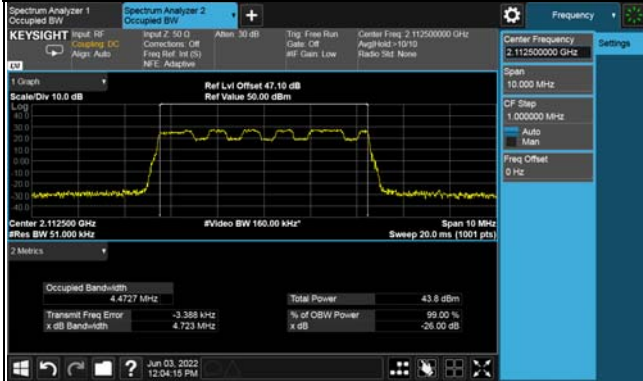 Spectrum Analyzer 1
Occupied BW
Spectrum Analyzer 2
Occupied BW
Frequency
KEYSIGHT
Input: RF
Coupling: DC
Align: Auto
Input Z: 50 Ω
Corrections: Off
Freq Ref: Int (S)
NFE: Adaptive
Atten: 30 dB
Trig: Free Run
Gate: Off
#IF Gain: Low
Center Freq: 2.112500000 GHz
Avg|Hold:>10/10
Radio Std: None
Center Frequency
2.112500000 GHz
Settings
Span
10.000 MHz
CF Step
1.000000 MHz
Auto
Man
Freq Offset
0 Hz
1 Graph
Scale/Div 10.0 dB
Ref Lvl Offset 47.10 dB
Ref Value 50.00 dBm
Log
40.0
30.0
20.0
10.0
0.00
-10.0
-20.0
-30.0
-40.0
Center 2.112500 GHz
#Res BW 51.000 kHz
#Video BW 160.00 kHz*
Span 10 MHz
Sweep 20.0 ms (1001 pts)
2 Metrics
Occupied Bandwidth
4.4727 MHz
Total Power
43.8 dBm
Transmit Freq Error
-3.388 kHz
% of OBW Power
99.00 %
x dB Bandwidth
4.723 MHz
x dB
-26.00 dB
Jun 03, 2022
12:04:15 PM